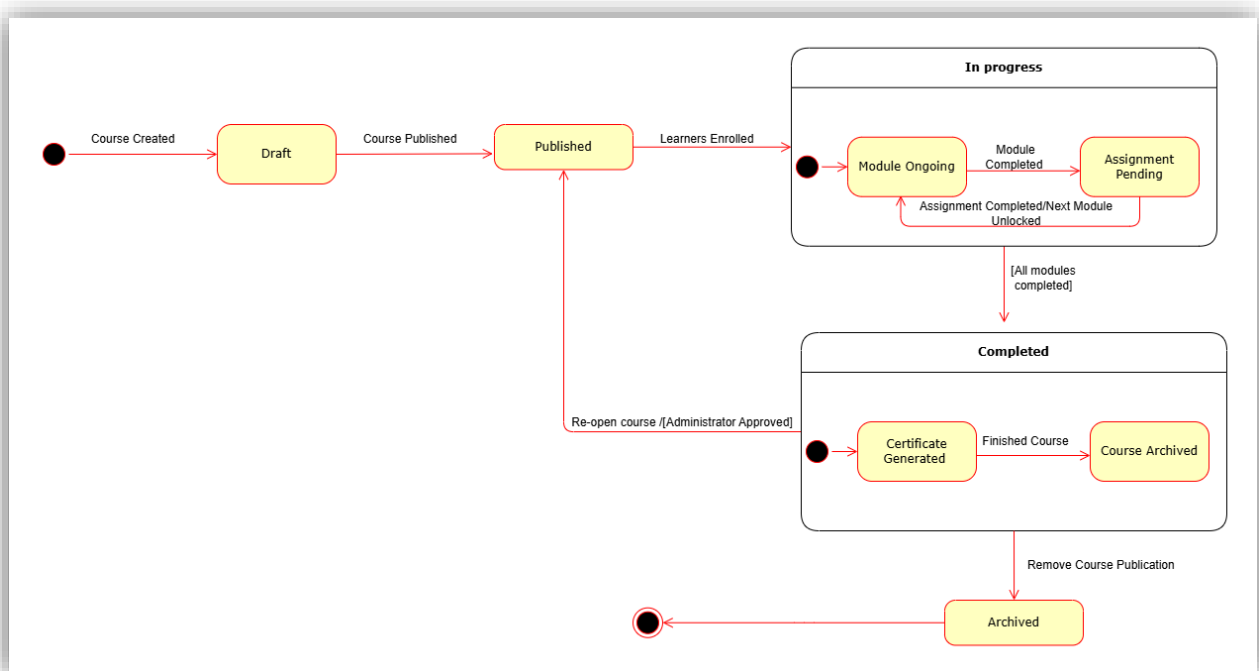 In progress
Course Created
Draft
Course Published
Published
Learners Enrolled
Module Ongoing
Module
Completed
Assignment
Pending
Assignment Completed/Next Module
Unlocked
[All modules
completed]
Completed
Re-open course /[Administrator Approved]
Certificate
Generated
Finished Course
Course Archived
Remove Course Publication
Archived